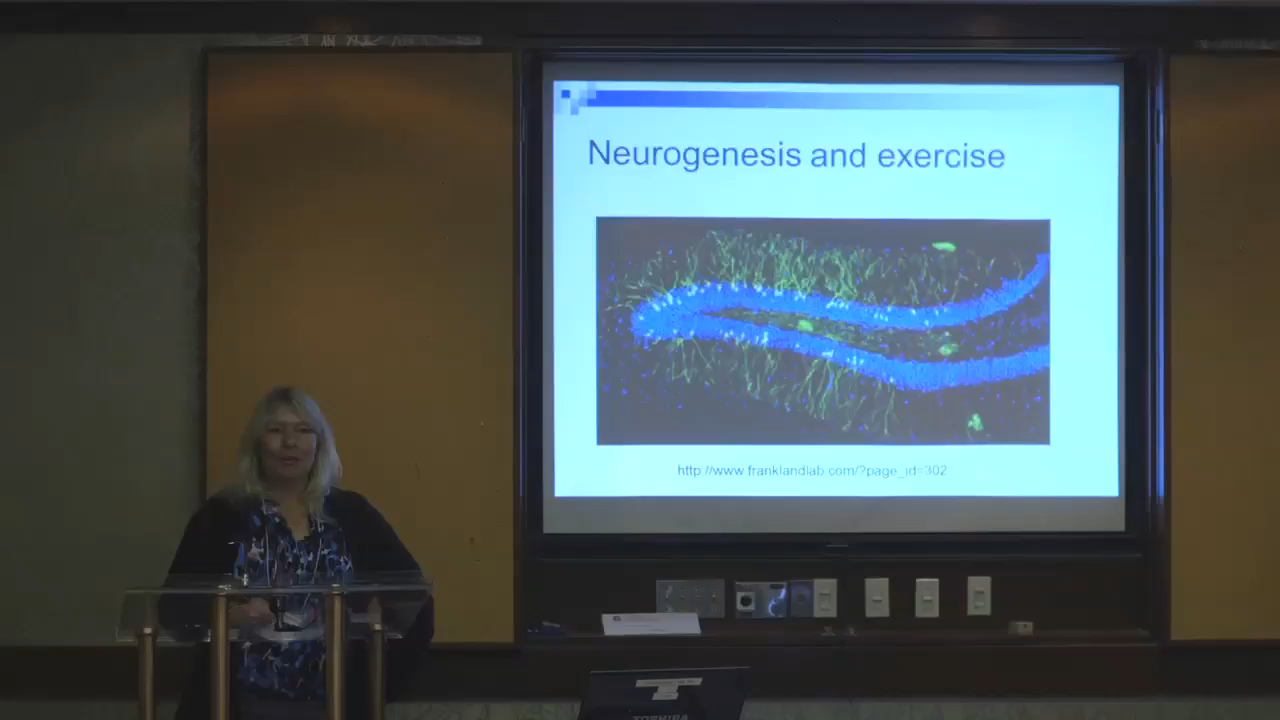 Neurogenesis and exercise
http://www.franklandlab.com/?page_id=302
TOSHIBA